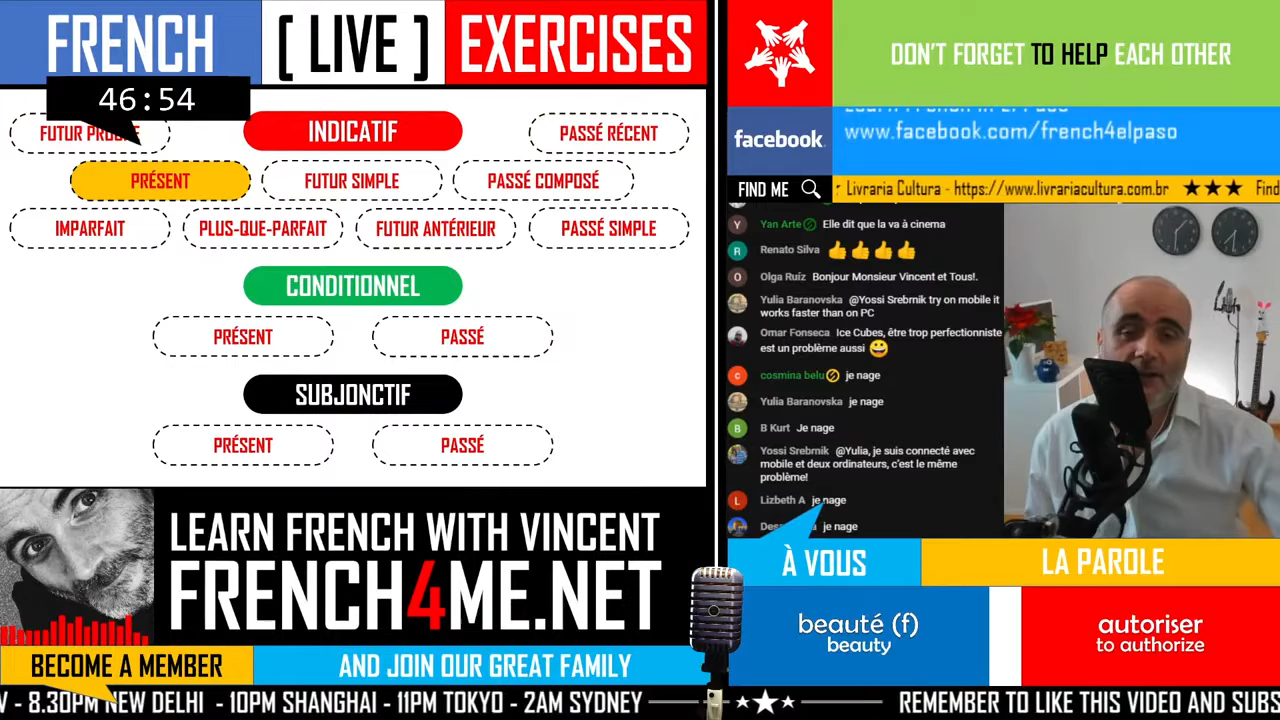 FRENCH
[ LIVE ]
EXERCISES
46:54
FUTUR
INDICATIF
PASSÉ RÉCENT
PRÉSENT
FUTUR SIMPLE
PASSÉ COMPOSÉ
IMPARFAIT
PLUS-QUE-PARFAIT
FUTUR ANTÉRIEUR
PASSÉ SIMPLE
CONDITIONNEL
PRÉSENT
PASSÉ
SUBJONCTIF
PRÉSENT
PASSÉ
LEARN FRENCH WITH VINCENT
FRENCH4ME.NET
BECOME A MEMBER
AND JOIN OUR GREAT FAMILY
DON'T FORGET TO HELP EACH OTHER
facebook.
www.facebook.com/french4elpaso
FIND ME
★ Livraria Cultura - https://www.livrariacultura.com.br ★★★ Find
Y Yan Arte Elle dit que la va à cinema
R Renato Silva 👍👍👍👍
O Olga Ruíz Bonjour Monsieur Vincent et Tous!.
Yulia Baranovska @Yossi Srebrnik try on mobile it
works faster than on PC
Omar Fonseca Ice Cubes, être trop perfectionniste
est un problème aussi 😀
c cosmina belu je nage
Yulia Baranovska je nage
B B Kurt Je nage
Yossi Srebrnik @Yulia, je suis connecté avec
mobile et deux ordinateurs, c'est le même
problème!
L Lizbeth A je nage
je nage
À VOUS
LA PAROLE
beauté (f)
beauty
autoriser
to authorize
- 8.30PM NEW DELHI - 10PM SHANGHAI - 11PM TOKYO - 2AM SYDNEY ★★★ REMEMBER TO LIKE THIS VIDEO AND SUBS